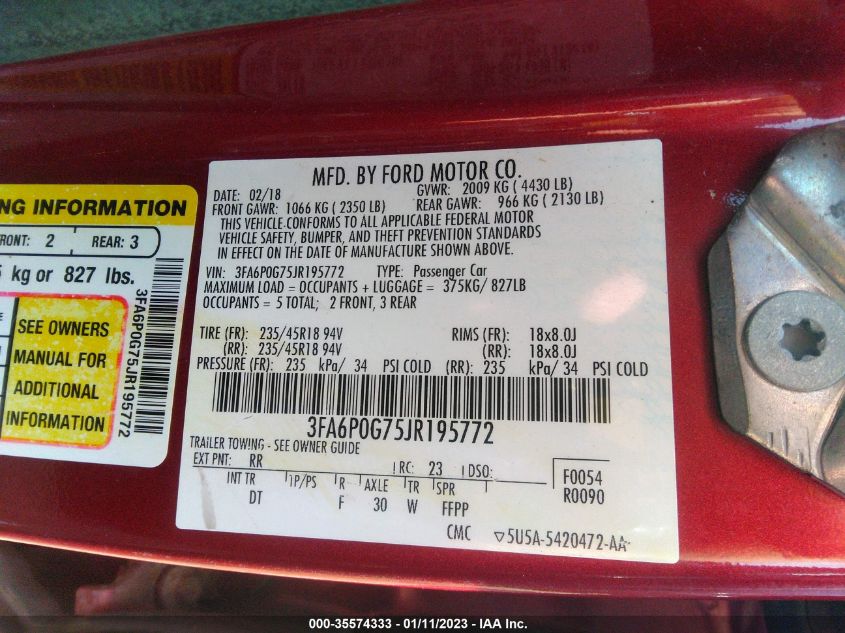 MFD. BY FORD MOTOR CO.
DATE: 02/18 GVWR: 2009 KG ( 4430 LB)
FRONT GAWR: 1066 KG ( 2350 LB) REAR GAWR: 966 KG ( 2130 LB)
THIS VEHICLE CONFORMS TO ALL APPLICABLE FEDERAL MOTOR
VEHICLE SAFETY, BUMPER, AND THEFT PREVENTION STANDARDS
IN EFFECT ON THE DATE OF MANUFACTURE SHOWN ABOVE.
VIN: 3FA6P0G75JR195772 TYPE: Passenger Car
MAXIMUM LOAD = OCCUPANTS + LUGGAGE = 375KG/ 827LB
OCCUPANTS = 5 TOTAL; 2 FRONT, 3 REAR
TIRE (FR): 235/45R18 94V RIMS (FR): 18x8.0J
(RR): 235/45R18 94V (RR): 18x8.0J
PRESSURE (FR): 235 kPa/ 34 PSI COLD (RR): 235 kPa/ 34 PSI COLD
3FA6P0G75JR195772
TRAILER TOWING - SEE OWNER GUIDE
EXT PNT: RR RC: 23 DSO:
INT TR TP/PS R AXLE TR SPR
DT F 30 W FFPP
F0054
R0090
CMC ▽5U5A-5420472-AA
NG INFORMATION
RONT: 2 REAR: 3
kg or 827 lbs.
SEE OWNERS
MANUAL FOR
ADDITIONAL
INFORMATION
3FA6P0G75JR195772
000-35574333 - 01/11/2023 - IAA Inc.